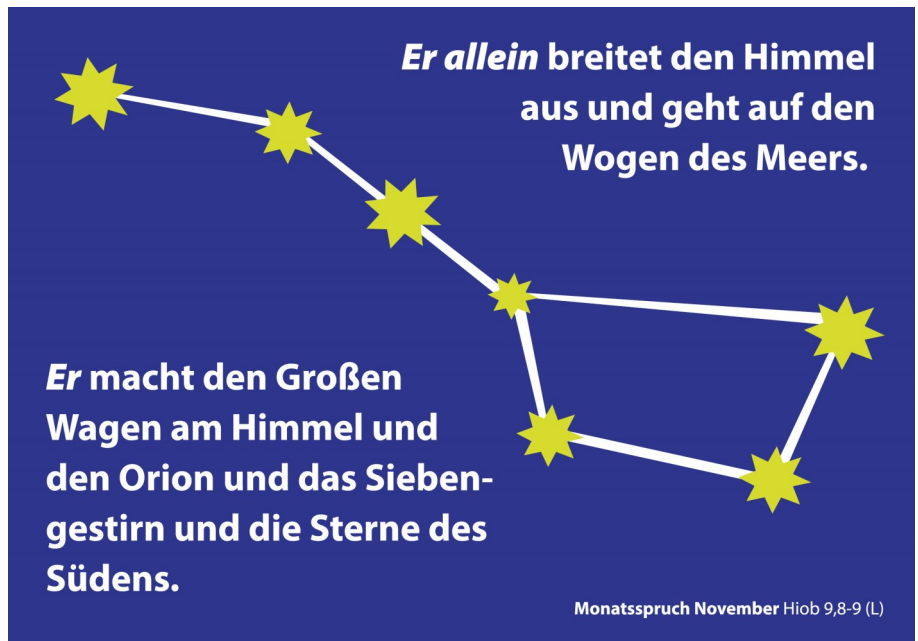 Er allein breitet den Himmel
aus und geht auf den
Wogen des Meers.
Er macht den Großen
Wagen am Himmel und
den Orion und das Sieben-
gestirn und die Sterne des
Südens.
Monatsspruch November Hiob 9,8-9 (L)